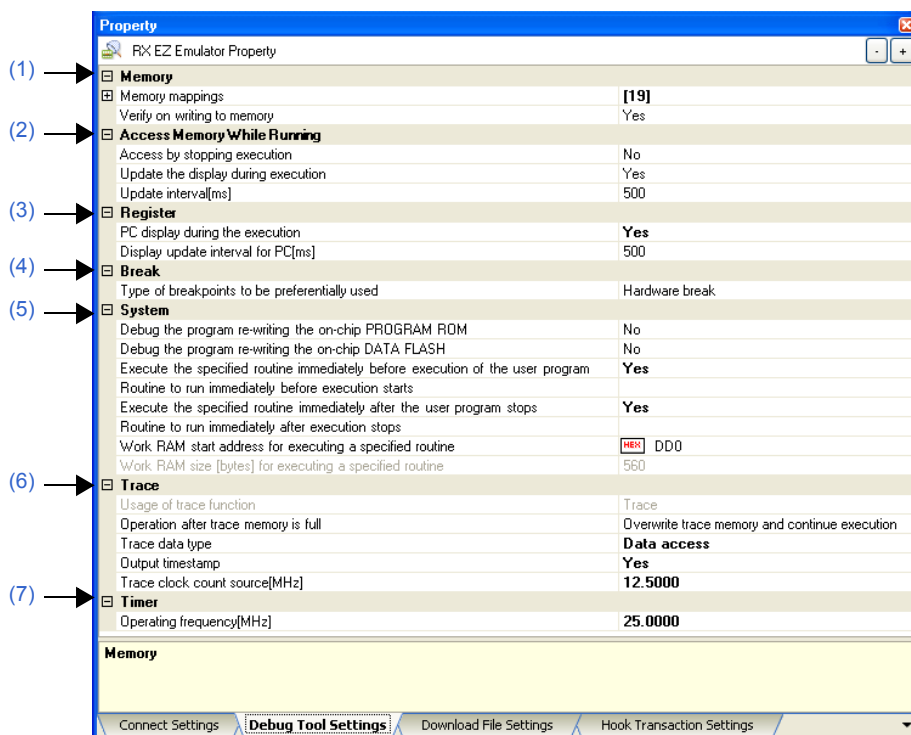 Property
RX EZ Emulator Property - +
(1) Memory
Memory mappings [19]
Verify on writing to memory Yes
(2) Access Memory While Running
Access by stopping execution No
Update the display during execution Yes
Update interval[ms] 500
(3) Register
PC display during the execution Yes
Display update interval for PC[ms] 500
(4) Break
Type of breakpoints to be preferentially used Hardware break
(5) System
Debug the program re-writing the on-chip PROGRAM ROM No
Debug the program re-writing the on-chip DATA FLASH No
Execute the specified routine immediately before execution of the user program Yes
Routine to run immediately before execution starts
Execute the specified routine immediately after the user program stops Yes
Routine to run immediately after execution stops
Work RAM start address for executing a specified routine HEX DD0
Work RAM size [bytes] for executing a specified routine 560
(6) Trace
Usage of trace function Trace
Operation after trace memory is full Overwrite trace memory and continue execution
Trace data type Data access
Output timestamp Yes
Trace clock count source[MHz] 12.5000
(7) Timer
Operating frequency[MHz] 25.0000
Memory
Connect Settings Debug Tool Settings Download File Settings Hook Transaction Settings